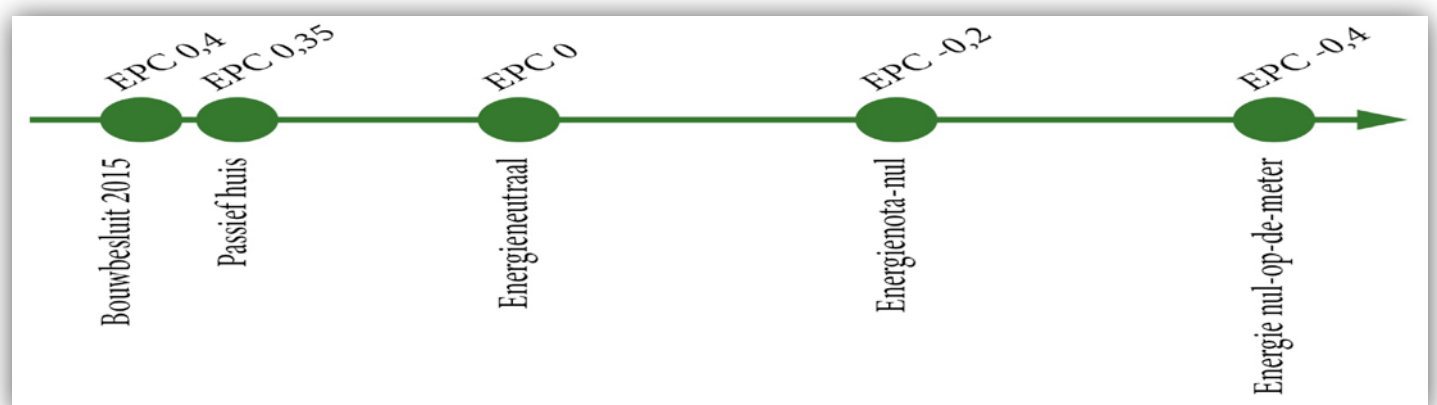 EPC 0,4
EPC 0,35
EPC 0
EPC -0,2
EPC -0,4
Bouwbesluit 2015
Passief huis
Energieneutraal
Energienota-nul
Energie nul-op-de-meter